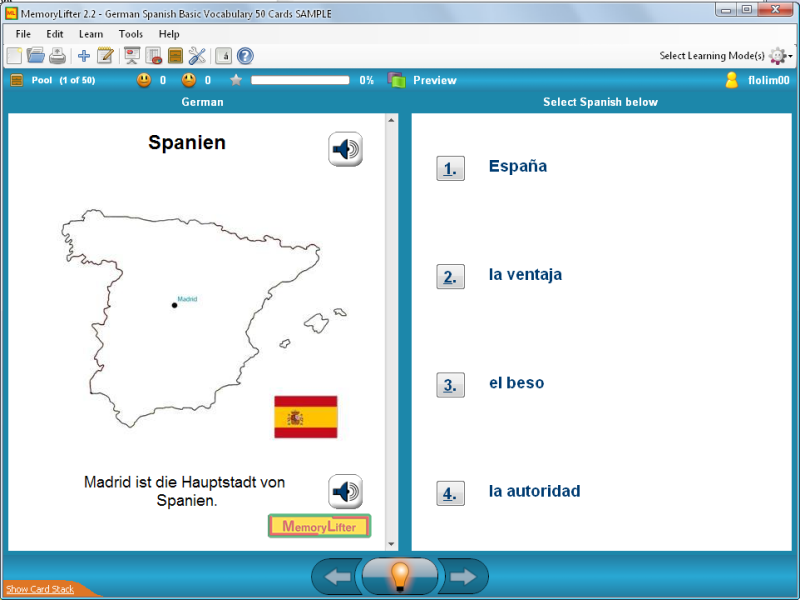 MemoryLifter 2.2 - German Spanish Basic Vocabulary 50 Cards SAMPLE
File Edit Learn Tools Help
Select Learning Mode(s)
Pool (1 of 50) 0 0 0% Preview flolim00
German
Select Spanish below
Spanien
Madrid
Madrid ist die Hauptstadt von
Spanien.
MemoryLifter
1. España
2. la ventaja
3. el beso
4. la autoridad
Show Card Stack